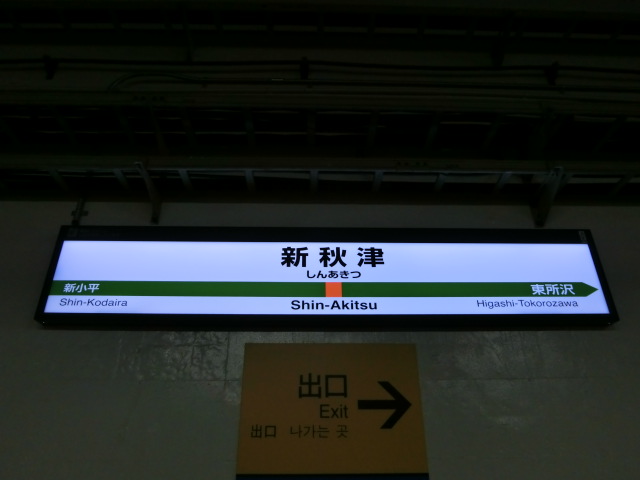 新秋津
しんあきつ
新小平 東所沢
Shin-Kodaira Shin-Akitsu Higashi-Tokorozawa
出口
Exit
出口 나가는 곳